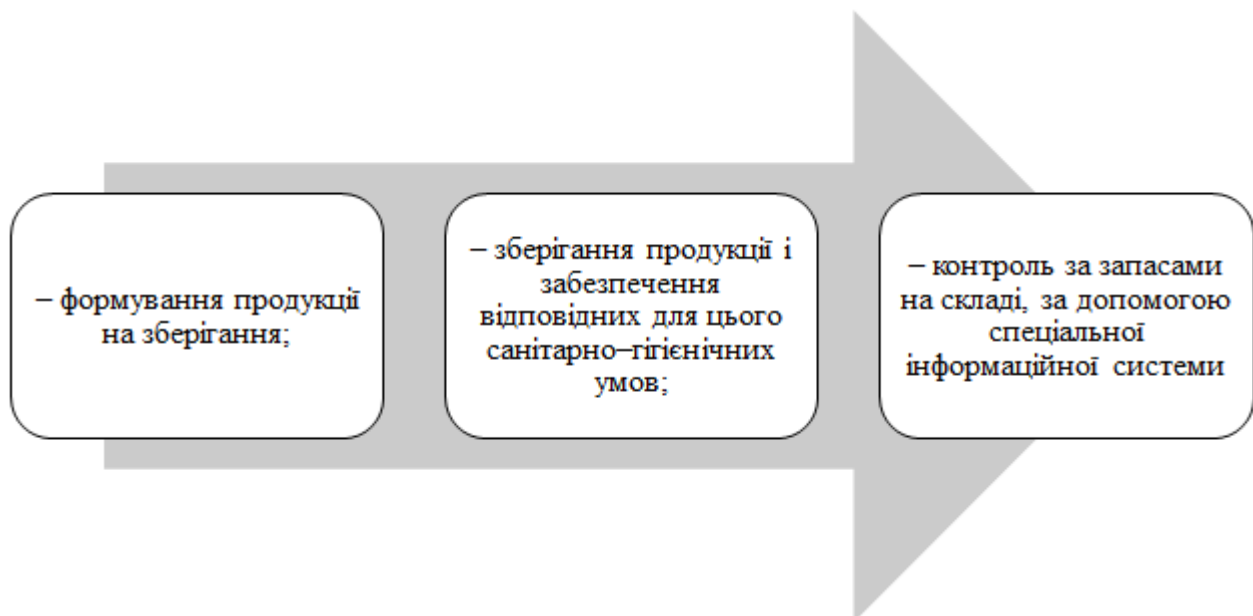 – формування продукції
на зберігання;
– зберігання продукції і
забезпечення
відповідних для цього
санітарно–гігієнічних
умов;
– контроль за запасами
на складі, за допомогою
спеціальної
інформаційної системи